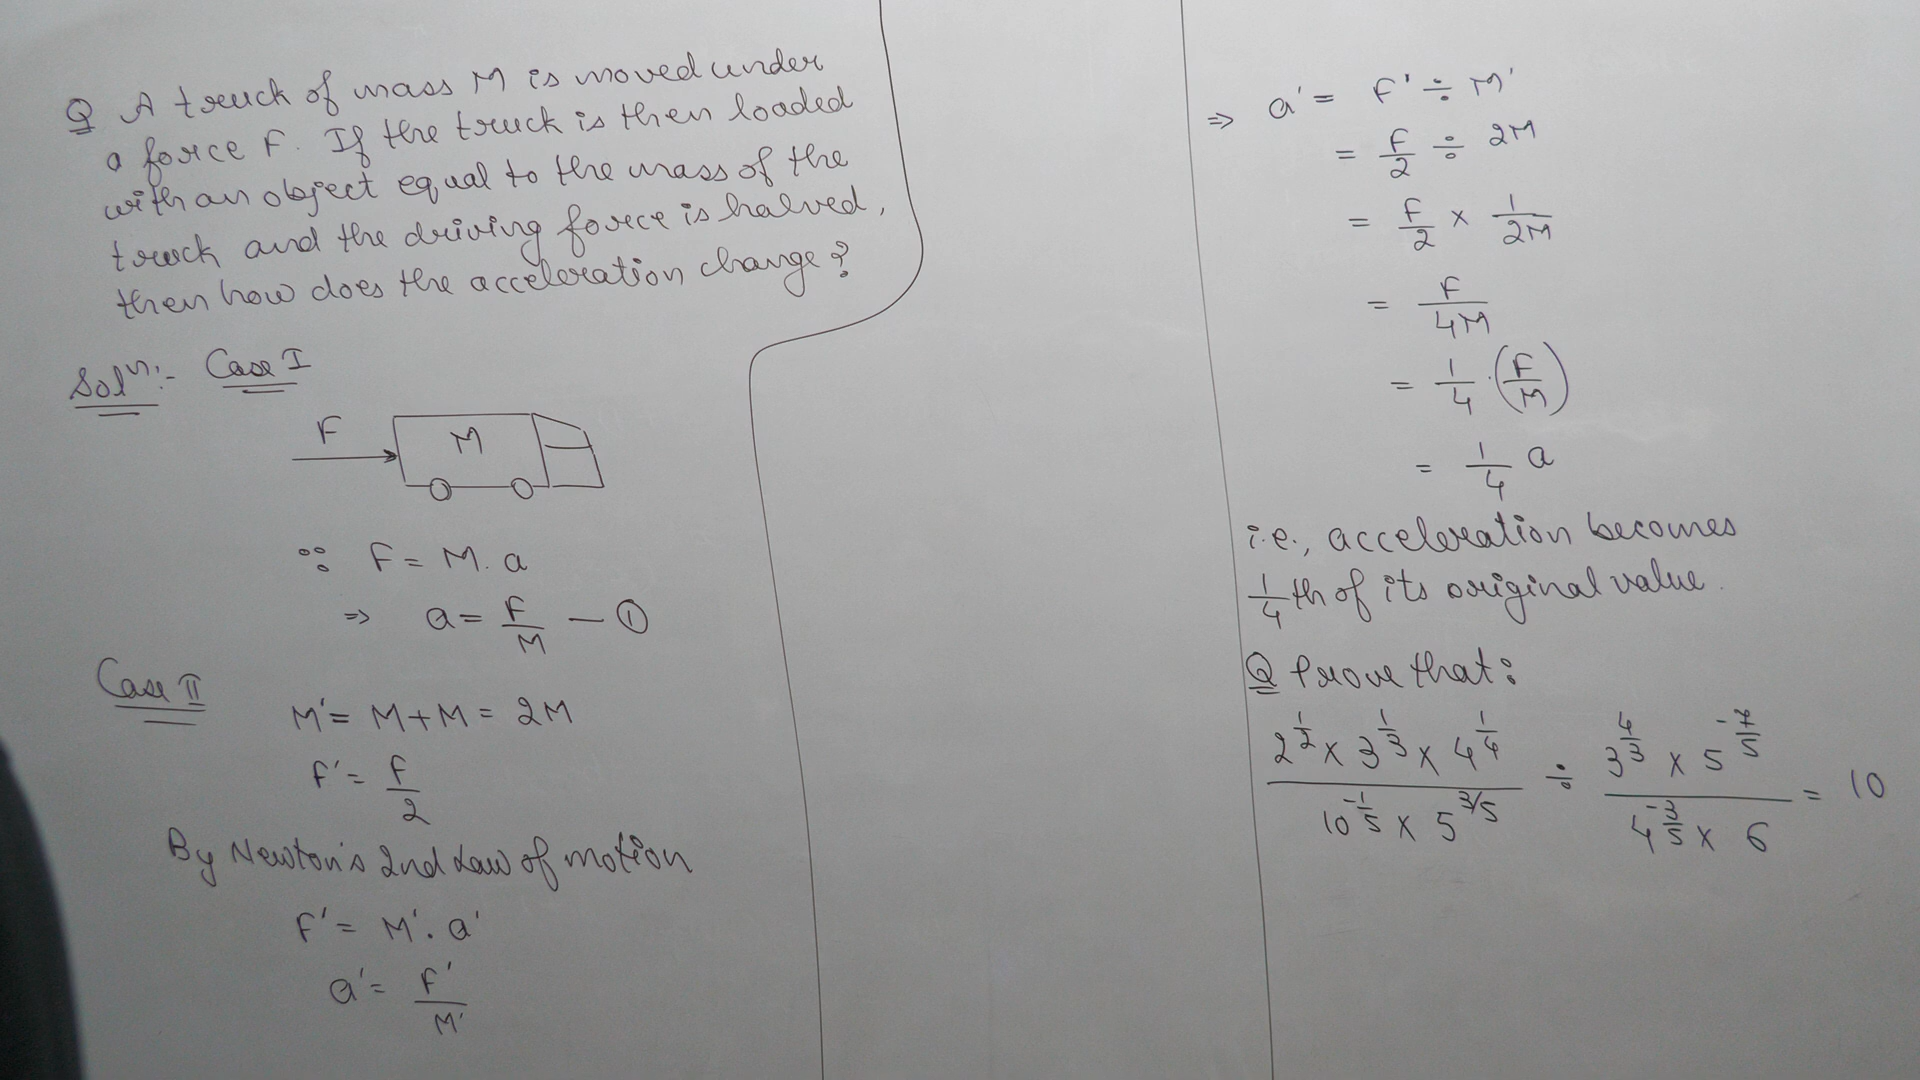 Q A truck of mass M is moved under
a force F. If the truck is then loaded
with an object equal to the mass of the
truck and the driving force is halved,
then how does the acceleration change?
Solⁿ:- Case I
F M
∵ F = M. a
⇒ a = F/M — ①
Case II
M' = M + M = 2M
F' = F/2
By Newton's 2nd Law of motion
F' = M'. a'
a' = F'/M'
⇒ a' = F' ÷ M'
= F/2 ÷ 2M
= F/2 × 1/2M
= F/4M
= 1/4 . (F/M)
= 1/4 a
i.e., acceleration becomes
1/4 th of its original value.
Q Prove that:
(2^(1/2) × 3^(1/3) × 4^(1/4)) / (10^(-1/5) × 5^(3/5)) ÷ (3^(4/3) × 5^(-7/5)) / (4^(-3/5) × 6) = 10